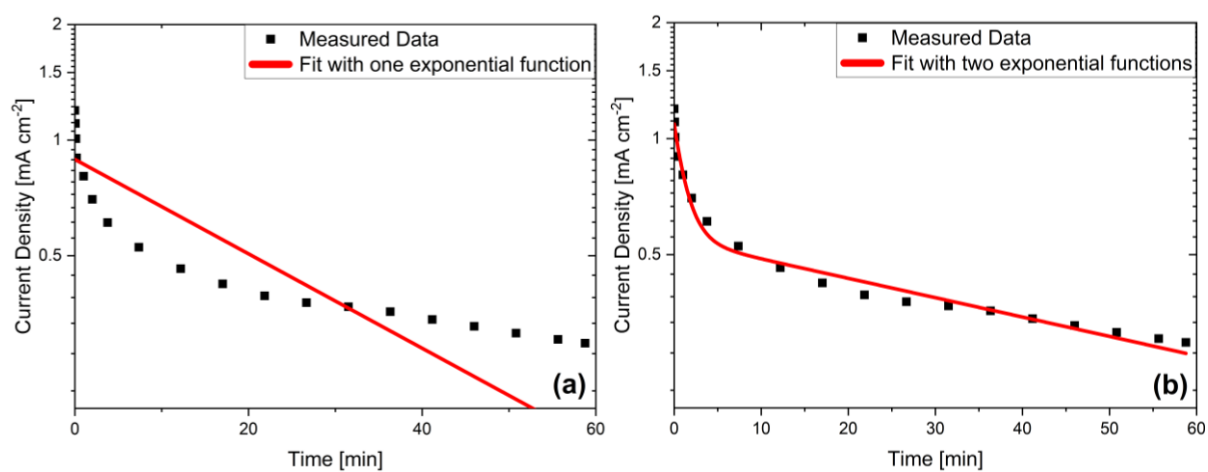 2
Measured Data
Fit with one exponential function
1.5
1
0.5
Current Density [mA cm-2]
(a)
0
20
40
60
Time [min]
2
Measured Data
Fit with two exponential functions
1.5
1
0.5
Current Density [mA cm-2]
(b)
0
10
20
30
40
50
60
Time [min]